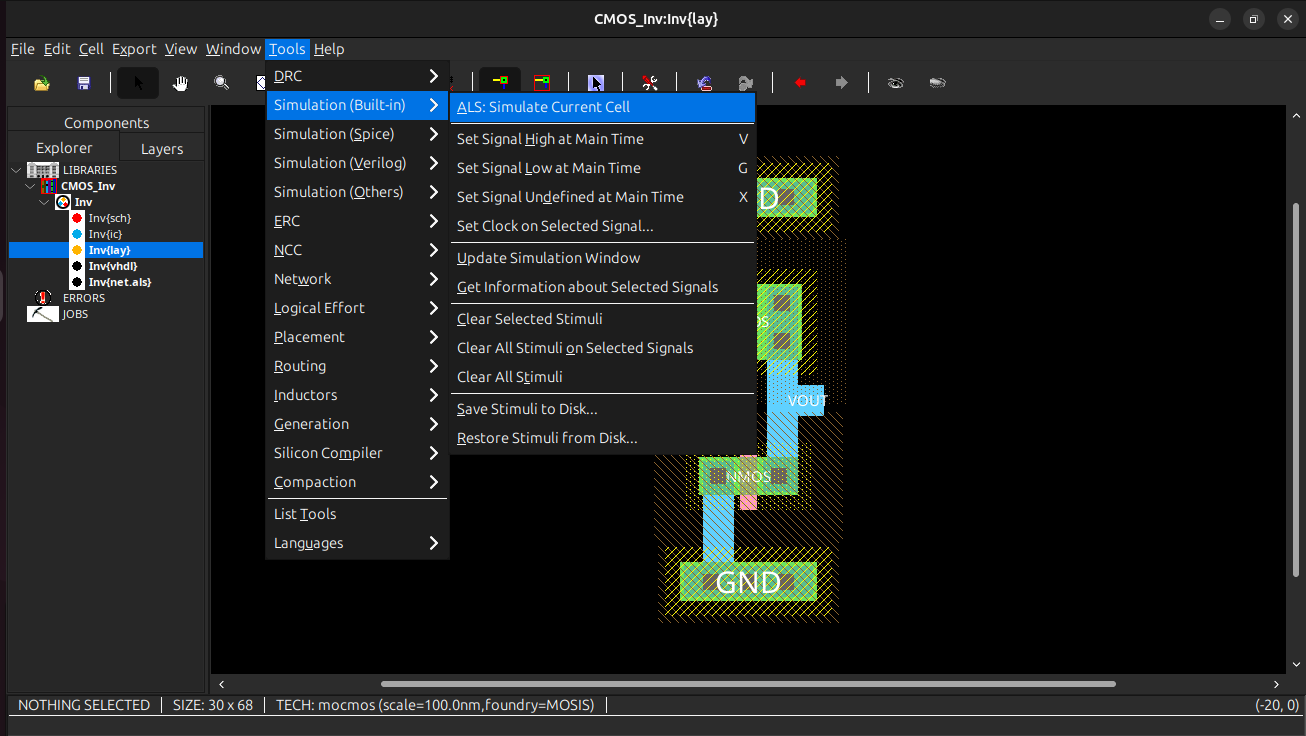 CMOS_Inv:Inv{lay}
File Edit Cell Export View Window Tools Help
Components
Explorer Layers
LIBRARIES
CMOS_Inv
Inv
Inv{sch}
Inv{ic}
Inv{lay}
Inv{vhdl}
Inv{net.als}
ERRORS
JOBS
DRC
Simulation (Built-in)
Simulation (Spice)
Simulation (Verilog)
Simulation (Others)
ERC
NCC
Network
Logical Effort
Placement
Routing
Inductors
Generation
Silicon Compiler
Compaction
List Tools
Languages
ALS: Simulate Current Cell
Set Signal High at Main Time V
Set Signal Low at Main Time G
Set Signal Undefined at Main Time X
Set Clock on Selected Signal...
Update Simulation Window
Get Information about Selected Signals
Clear Selected Stimuli
Clear All Stimuli on Selected Signals
Clear All Stimuli
Save Stimuli to Disk...
Restore Stimuli from Disk...
VOUT
NMOS
GND
NOTHING SELECTED SIZE: 30 x 68 TECH: mocmos (scale=100.0nm,foundry=MOSIS) (-20, 0)